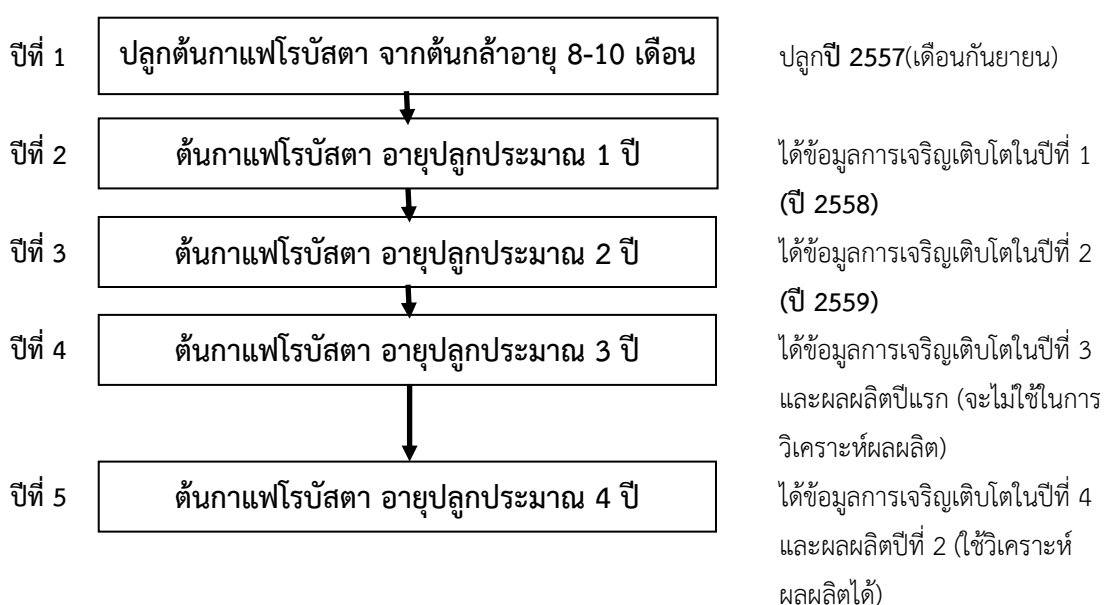 ปีที่ 1 ปลูกต้นกาแฟโรบัสตา จากต้นกล้าอายุ 8-10 เดือน ปลูกปี 2557(เดือนกันยายน)
ปีที่ 2 ต้นกาแฟโรบัสตา อายุปลูกประมาณ 1 ปี ได้ข้อมูลการเจริญเติบโตในปีที่ 1
(ปี 2558)
ปีที่ 3 ต้นกาแฟโรบัสตา อายุปลูกประมาณ 2 ปี ได้ข้อมูลการเจริญเติบโตในปีที่ 2
(ปี 2559)
ปีที่ 4 ต้นกาแฟโรบัสตา อายุปลูกประมาณ 3 ปี ได้ข้อมูลการเจริญเติบโตในปีที่ 3
และผลผลิตปีแรก (จะไม่ใช้ในการ
วิเคราะห์ผลผลิต)
ปีที่ 5 ต้นกาแฟโรบัสตา อายุปลูกประมาณ 4 ปี ได้ข้อมูลการเจริญเติบโตในปีที่ 4
และผลผลิตปีที่ 2 (ใช้วิเคราะห์
ผลผลิตได้)